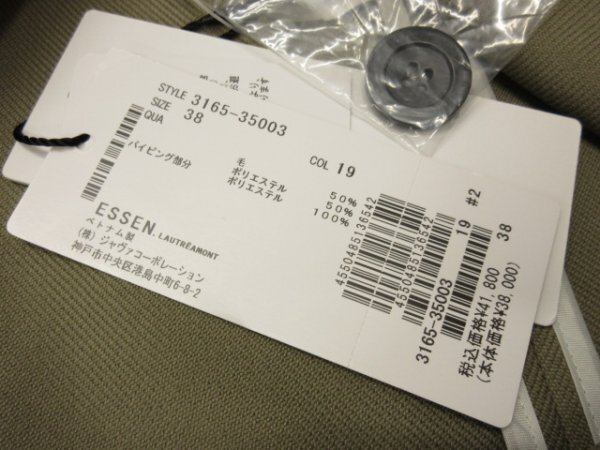 STYLE 3165-35003
SIZE 38 COL 19
QUA
毛 50%
ポリエステル 50%
パイピング部分 ポリエステル 100%
ESSEN. LAUTRÉAMONT
ベトナム製
(株)ジャヴァコーポレーション
神戸市中央区港島中町6-8-2
4550485136542
4550485136542
19 #2
3165-35003 38
税込価格¥41,800
(本体価格¥38,000)